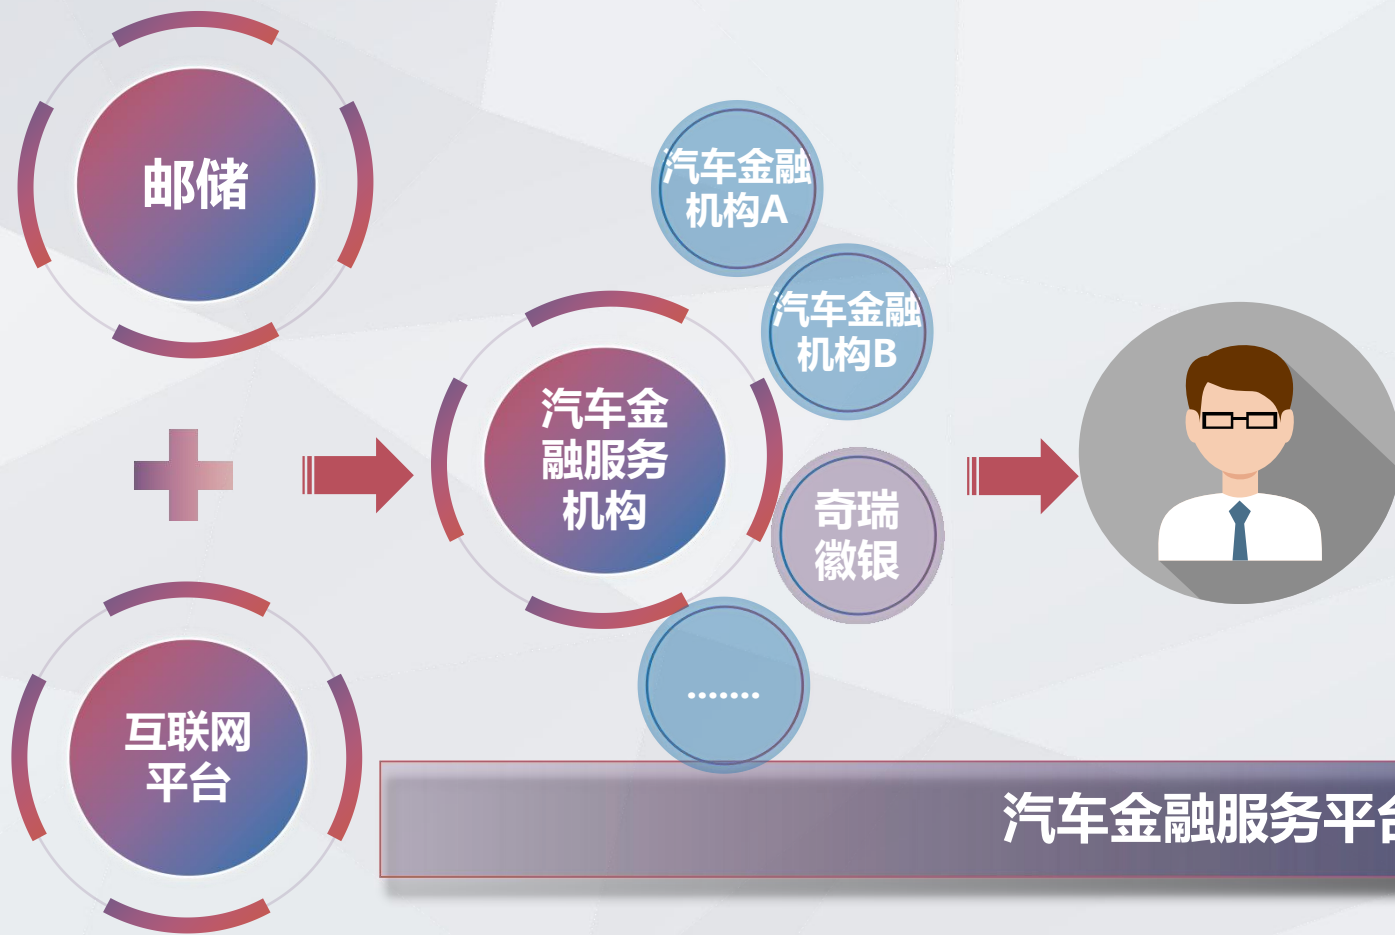 邮储
汽车金融
机构A
汽车金融
机构B
汽车金
融服务
机构
奇瑞
徽银
.......
互联网
平台
汽车金融服务平台